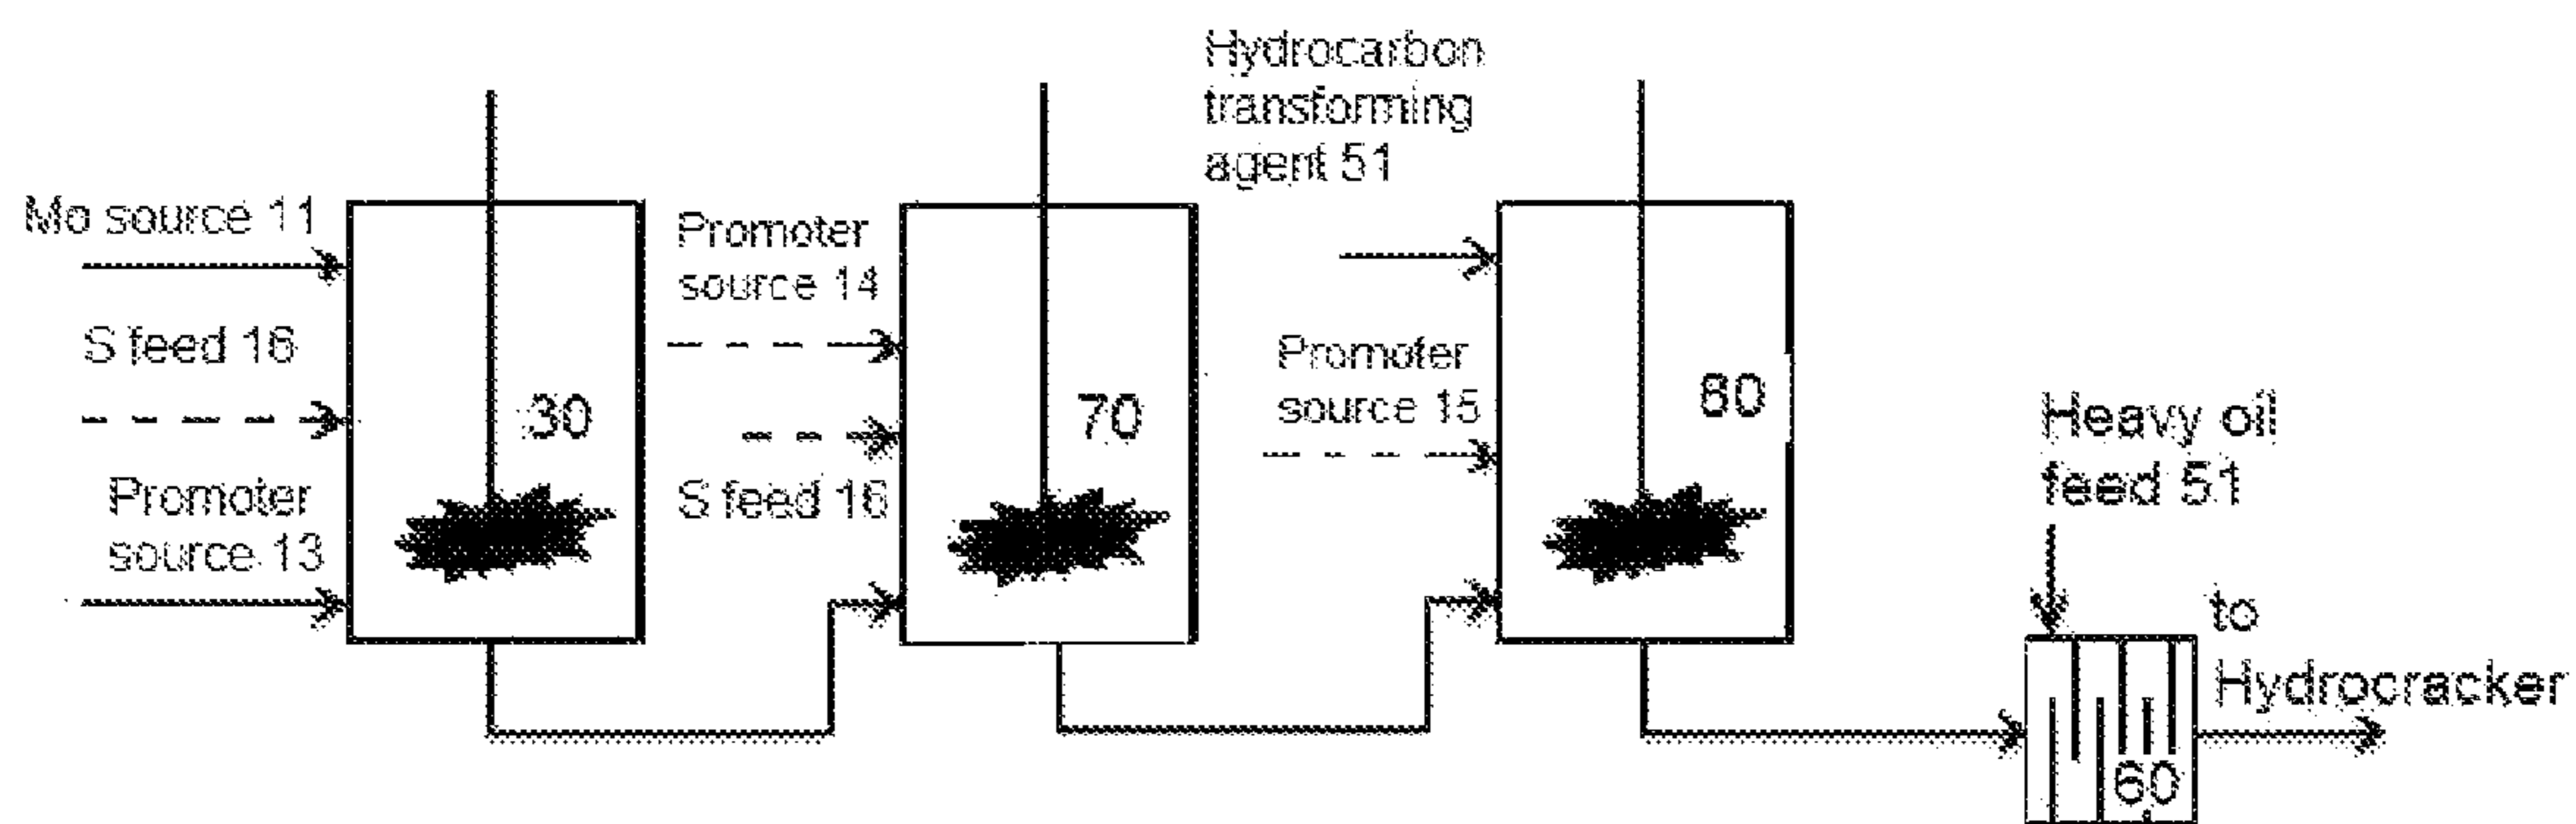 Hydrocarbon
transforming
agent 51
Mo source 11
Promoter
source 14
S feed 16
Promoter
source 15
30
70
80
Heavy oil
feed 51
Promoter
source 13
S feed 16
to
Hydrocracker
60